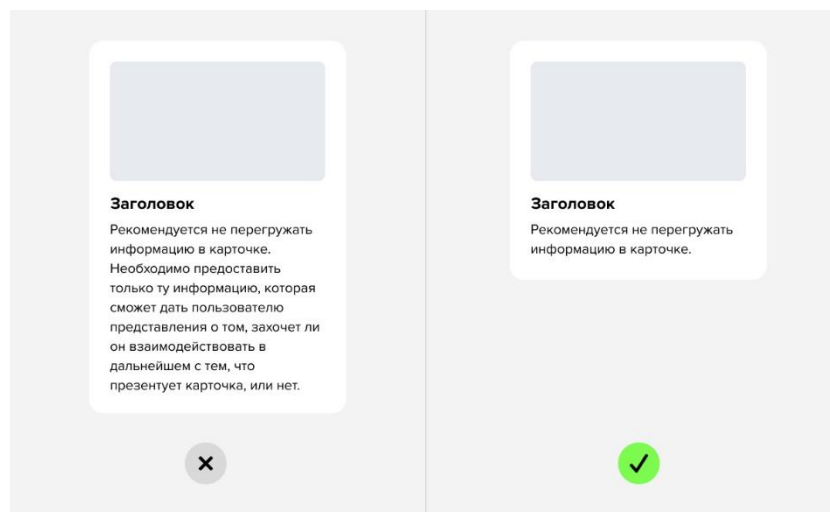 Заголовок
Рекомендуется не перегружать
информацию в карточке.
Необходимо предоставить
только ту информацию, которая
сможет дать пользователю
представления о том, захочет ли
он взаимодействовать в
дальнейшем с тем, что
презентует карточка, или нет.
Заголовок
Рекомендуется не перегружать
информацию в карточке.